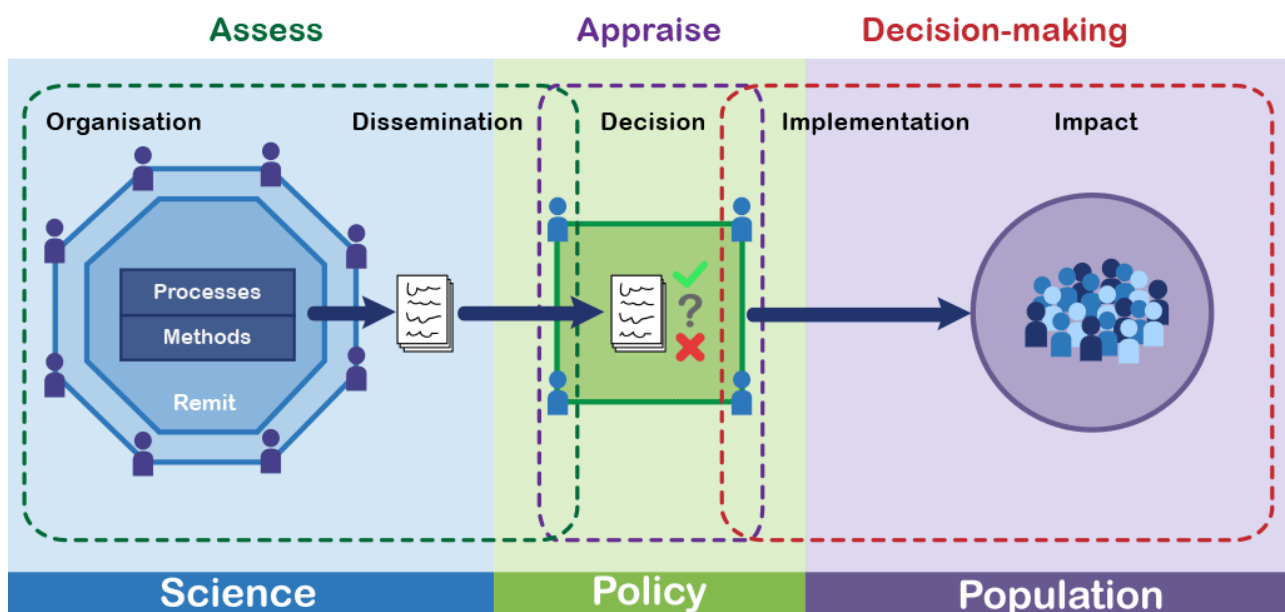 Assess
Appraise
Decision-making
Organisation
Dissemination
Decision
Implementation
Impact
Processes
Methods
Remit
?
Science
Policy
Population